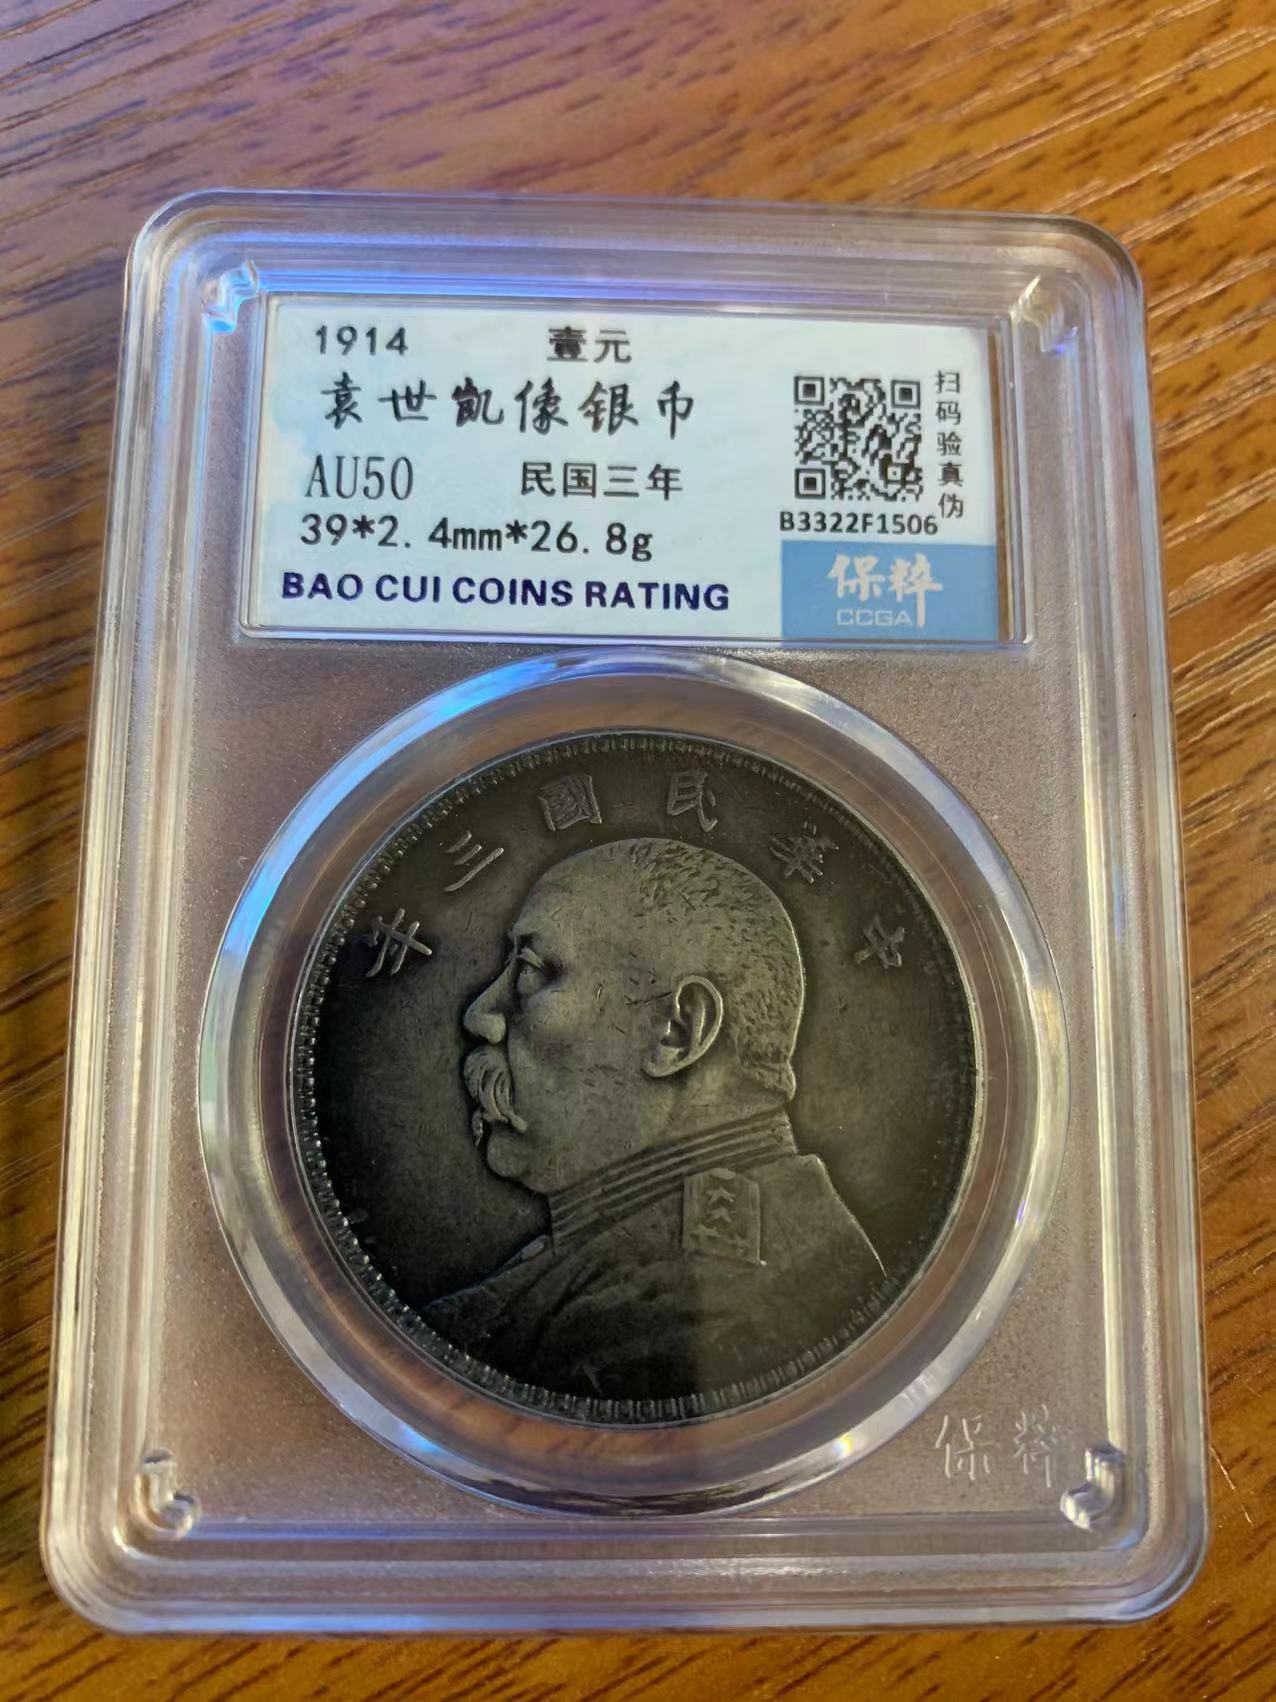 1914 壹元
袁世凯像银币
AU50 民国三年
39*2.4mm*26.8g
BAO CUI COINS RATING
扫码验真伪
B3322F1506
保粹
CCGA
中華民國三年
保粹